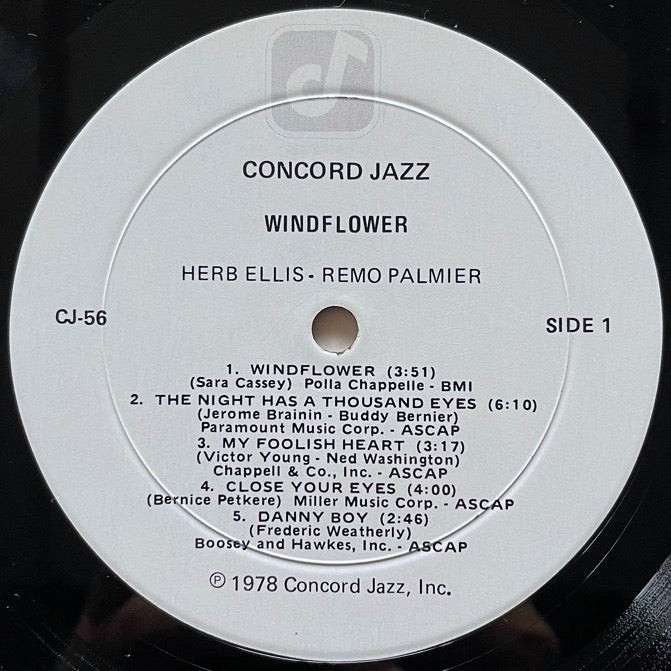 CONCORD JAZZ
WINDFLOWER
HERB ELLIS - REMO PALMIER
CJ-56
SIDE 1
1. WINDFLOWER (3:51)
(Sara Cassey) Polla Chappelle - BMI
2. THE NIGHT HAS A THOUSAND EYES (6:10)
(Jerome Brainin - Buddy Bernier)
Paramount Music Corp. - ASCAP
3. MY FOOLISH HEART (3:17)
(Victor Young - Ned Washington)
Chappell & Co., Inc. - ASCAP
4. CLOSE YOUR EYES (4:00)
(Bernice Petkere) Miller Music Corp. - ASCAP
5. DANNY BOY (2:46)
(Frederic Weatherly)
Boosey and Hawkes, Inc. - ASCAP
℗ 1978 Concord Jazz, Inc.